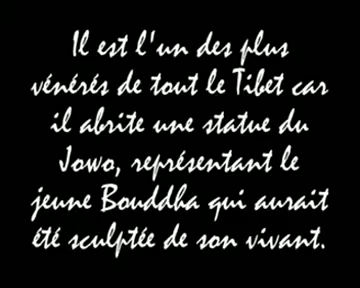 Il est l'un des plus
vénérés de tout le Tibet car
il abrite une statue du
Jowo, représentant le
jeune Bouddha qui aurait
été sculptée de son vivant.